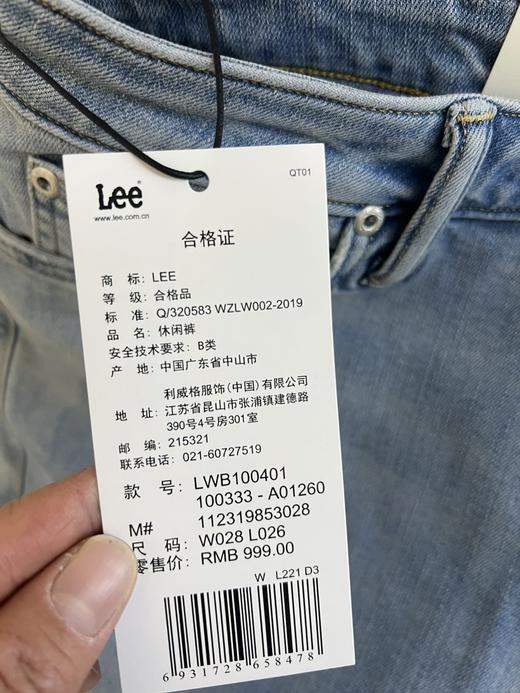 Lee
QT01
www.lee.com.cn
合格证
商 标: LEE
等 级: 合格品
标 准: Q/320583 WZLW002-2019
品 名: 休闲裤
安全技术要求: B类
产 地: 中国广东省中山市
利威格服饰(中国)有限公司
地 址: 江苏省昆山市张浦镇建德路
390号4号房301室
邮 编: 215321
联系电话: 021-60727519
款 号: LWB100401
100333 - A01260
M# 112319853028
尺 码: W028 L026
零售价: RMB 999.00
W L221 D3
6 931728 658478